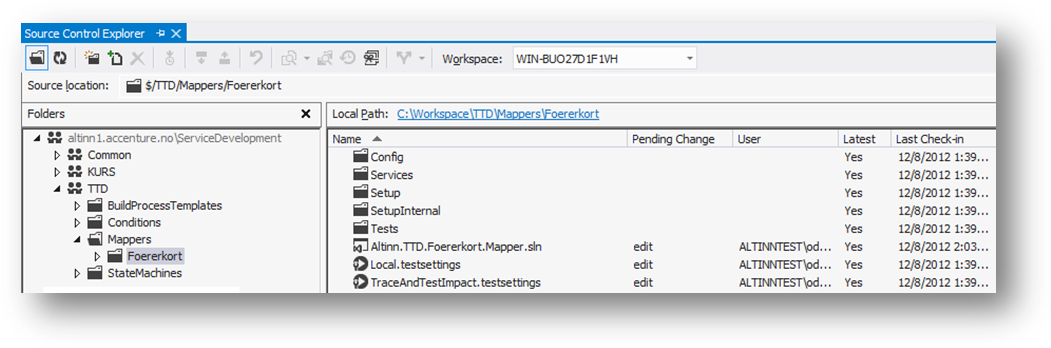 Source Control Explorer
Workspace: WIN-BUO27D1F1VH
Source location: $/TTD/Mappers/Foererkort
Folders
Local Path: C:\Workspace\TTD\Mappers\Foererkort
altinn1.accenture.no\ServiceDevelopment
Common
KURS
TTD
BuildProcessTemplates
Conditions
Mappers
Foererkort
StateMachines
Name Pending Change User Latest Last Check-in
Config Yes 12/8/2012 1:39...
Services Yes 12/8/2012 1:39...
Setup Yes 12/8/2012 1:39...
SetupInternal Yes 12/8/2012 1:39...
Tests Yes 12/8/2012 1:39...
Altinn.TTD.Foererkort.Mapper.sln edit ALTINNTEST\od... Yes 12/8/2012 2:03...
Local.testsettings edit ALTINNTEST\od... Yes 12/8/2012 1:39...
TraceAndTestImpact.testsettings edit ALTINNTEST\od... Yes 12/8/2012 1:39...